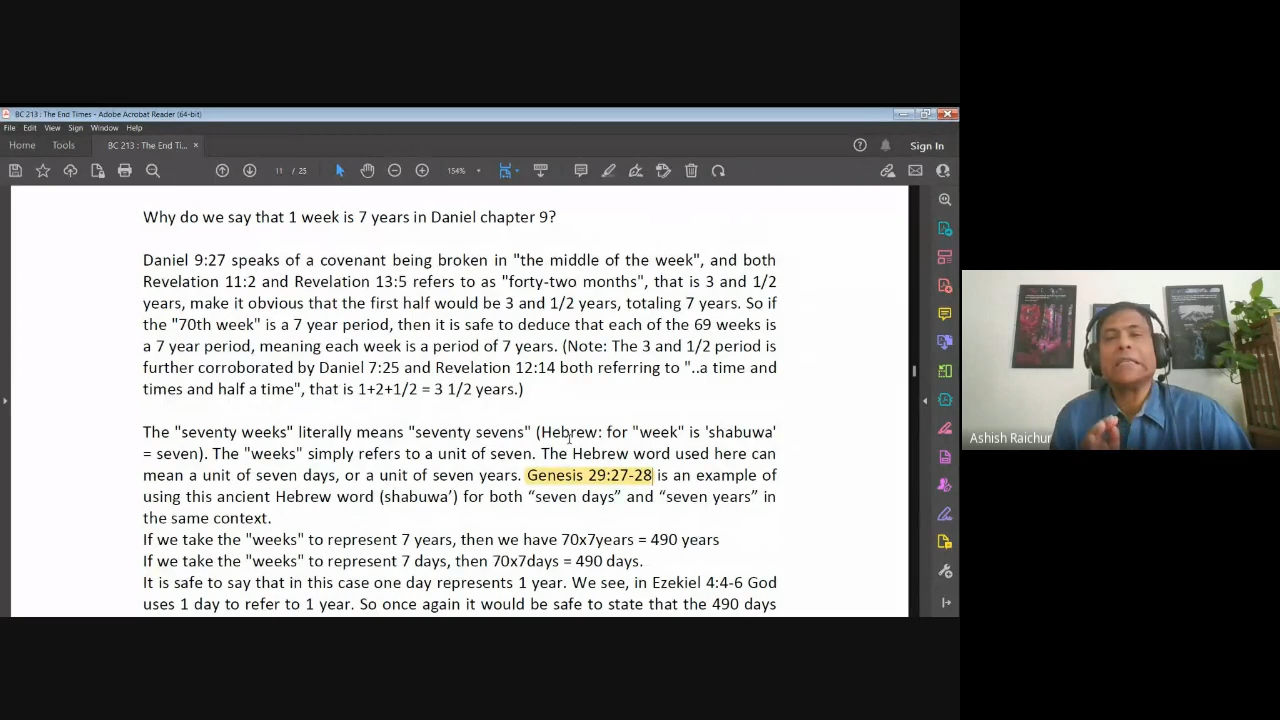 BC 213 : The End Times - Adobe Acrobat Reader (64-bit)
File Edit View Sign Window Help
Home Tools BC 213 : The End Ti... × Sign In
11 / 25 154%
Why do we say that 1 week is 7 years in Daniel chapter 9?
Daniel 9:27 speaks of a covenant being broken in "the middle of the week", and both
Revelation 11:2 and Revelation 13:5 refers to as "forty-two months", that is 3 and 1/2
years, make it obvious that the first half would be 3 and 1/2 years, totaling 7 years. So if
the "70th week" is a 7 year period, then it is safe to deduce that each of the 69 weeks is
a 7 year period, meaning each week is a period of 7 years. (Note: The 3 and 1/2 period is
further corroborated by Daniel 7:25 and Revelation 12:14 both referring to "..a time and
times and half a time", that is 1+2+1/2 = 3 1/2 years.)
The "seventy weeks" literally means "seventy sevens" (Hebrew: for "week" is 'shabuwa'
= seven). The "weeks" simply refers to a unit of seven. The Hebrew word used here can
mean a unit of seven days, or a unit of seven years. Genesis 29:27-28 is an example of
using this ancient Hebrew word (shabuwa’) for both “seven days” and “seven years” in
the same context.
If we take the "weeks" to represent 7 years, then we have 70x7years = 490 years
If we take the "weeks" to represent 7 days, then 70x7days = 490 days.
It is safe to say that in this case one day represents 1 year. We see, in Ezekiel 4:4-6 God
uses 1 day to refer to 1 year. So once again it would be safe to state that the 490 days
Ashish Raichur